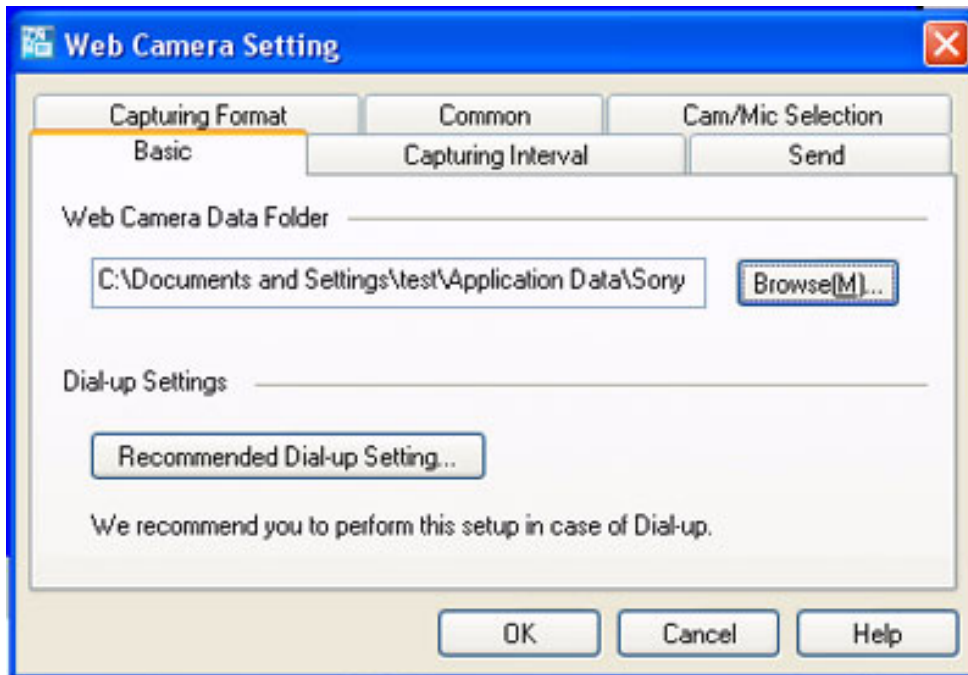 Web Camera Setting
Capturing Format Common Cam/Mic Selection
Basic Capturing Interval Send
Web Camera Data Folder
C:\Documents and Settings\test\Application Data\Sony Browse(M)...
Dial-up Settings
Recommended Dial-up Setting...
We recommend you to perform this setup in case of Dial-up.
OK Cancel Help